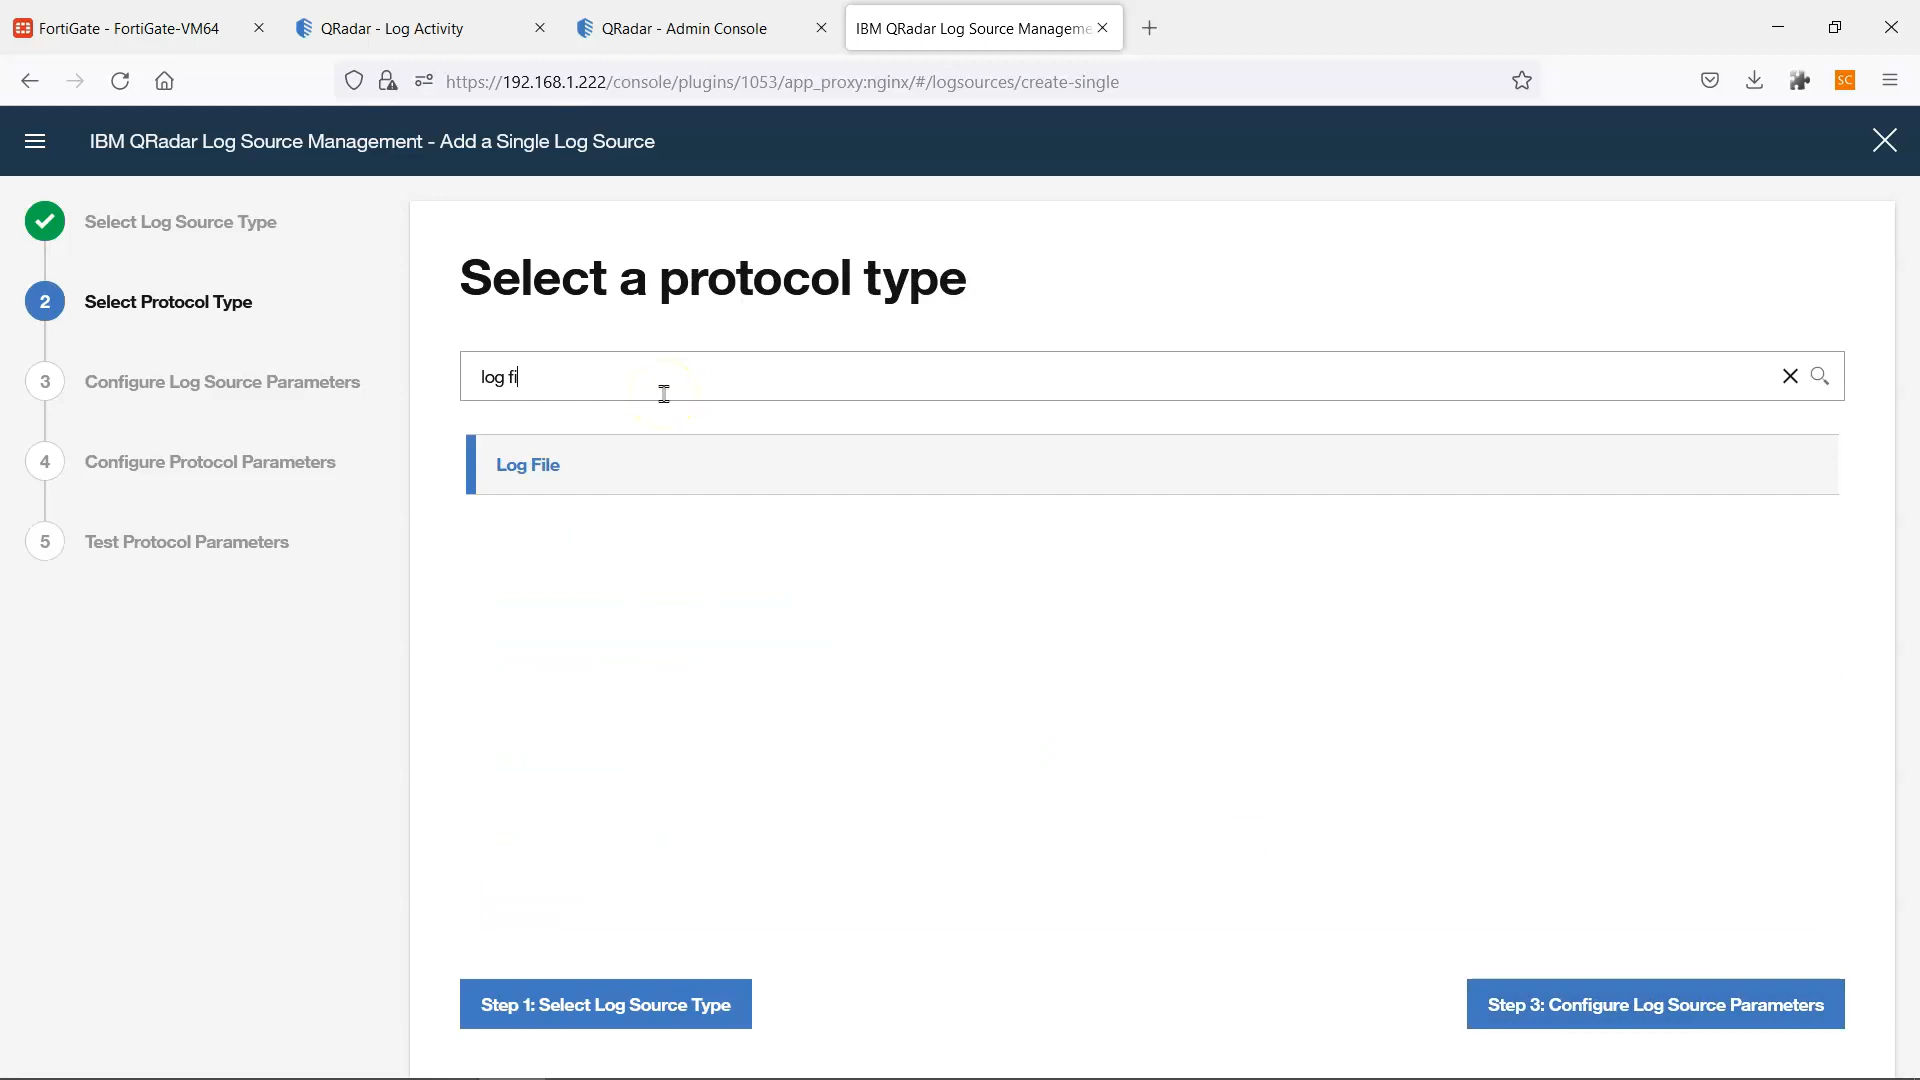 FortiGate - FortiGate-VM64
QRadar - Log Activity
QRadar - Admin Console
IBM QRadar Log Source Manageme
https://192.168.1.222/console/plugins/1053/app_proxy:nginx/#/logsources/create-single
SC
IBM QRadar Log Source Management - Add a Single Log Source
Select Log Source Type
2 Select Protocol Type
3 Configure Log Source Parameters
4 Configure Protocol Parameters
5 Test Protocol Parameters
Select a protocol type
log fi
Log File
Step 1: Select Log Source Type
Step 3: Configure Log Source Parameters